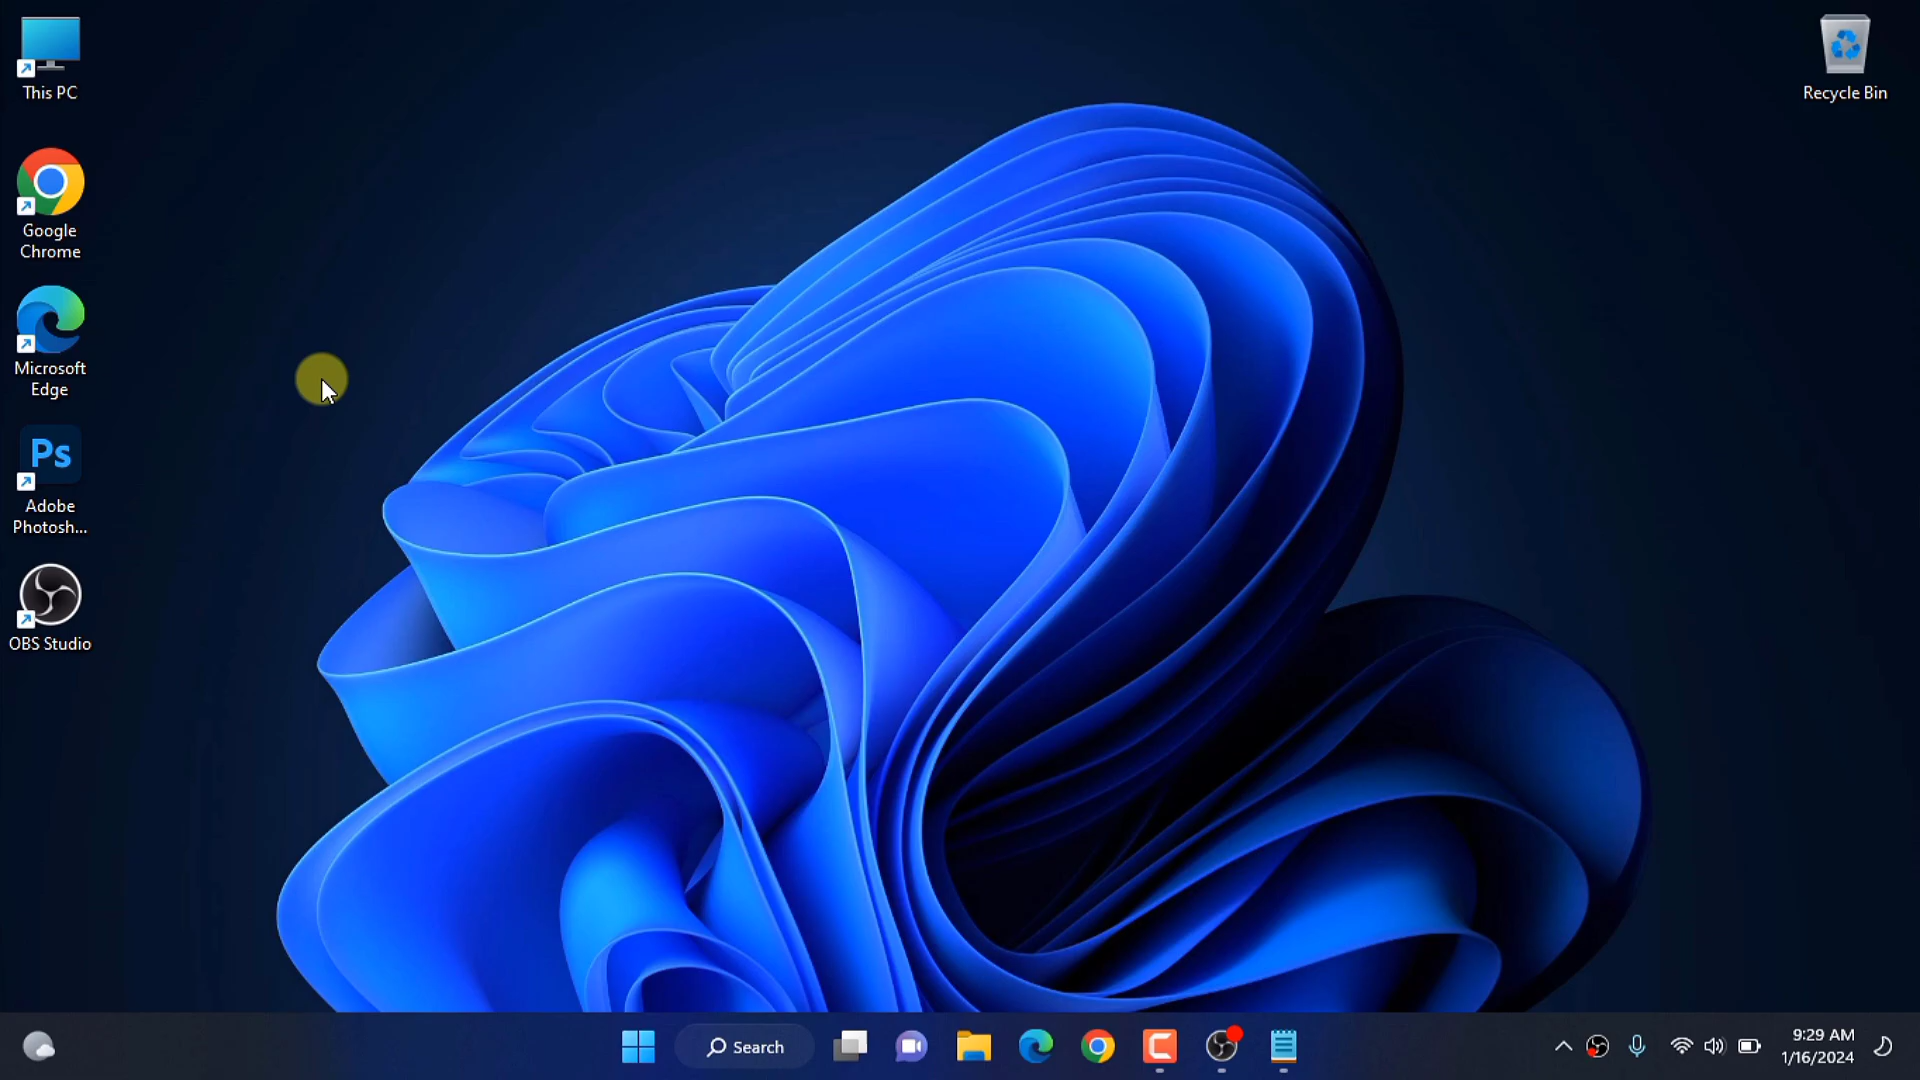 This PC
Recycle Bin
Google
Chrome
Microsoft
Edge
Ps
Adobe
Photosh...
OBS Studio
Search
9:29 AM
1/16/2024